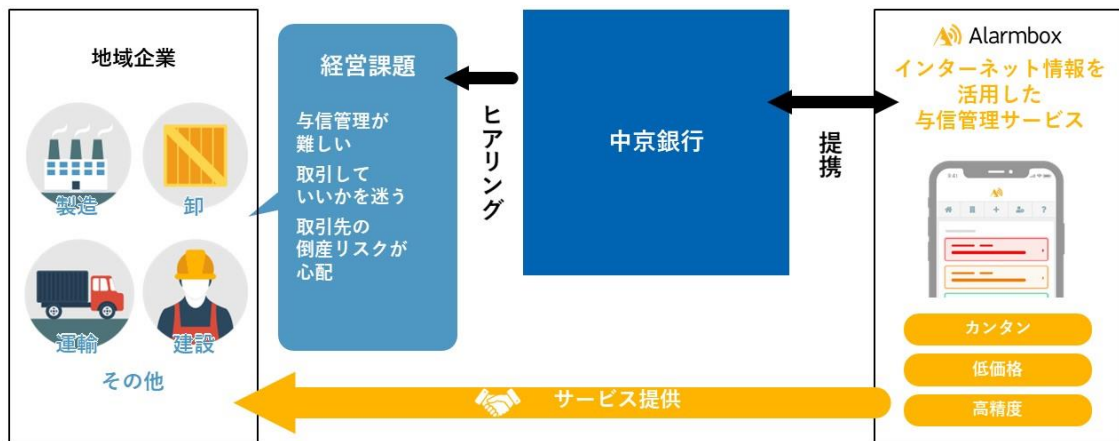 地域企業
製造
卸
運輸
建設
その他
経営課題
与信管理が
難しい
取引して
いいかを迷う
取引先の
倒産リスクが
心配
ヒアリング
中京銀行
提携
Alarmbox
インターネット情報を
活用した
与信管理サービス
9:41
?
カンタン
低価格
高精度
サービス提供